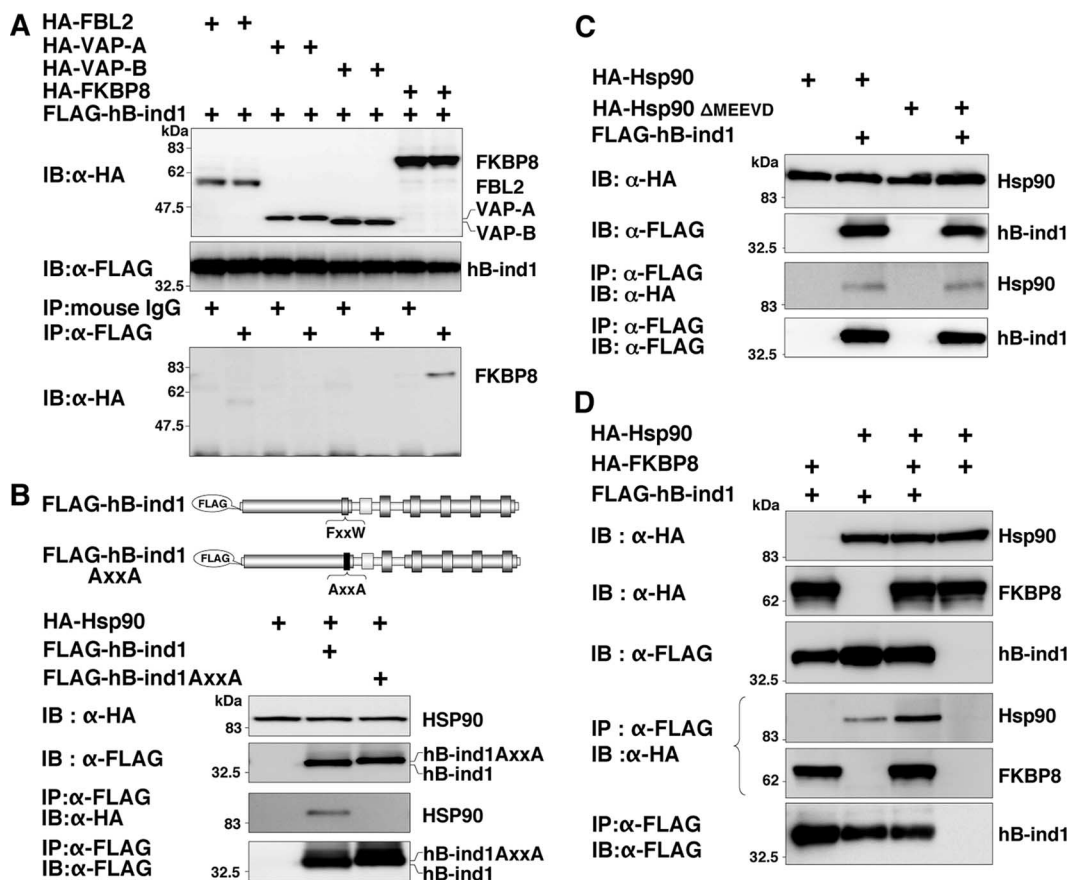 A
HA-FBL2 + +
HA-VAP-A + +
HA-VAP-B + +
HA-FKBP8 + +
FLAG-hB-ind1 + + + + + + + +
kDa
83
62
47.5
IB:α-HA
FKBP8
FBL2
VAP-A
VAP-B
IB:α-FLAG
hB-ind1
32.5
IP:mouse IgG + + + +
IP:α-FLAG + + + +
83
62
47.5
IB:α-HA
FKBP8
B
FLAG-hB-ind1
FLAG
FxxW
FLAG-hB-ind1
AxxA
FLAG
AxxA
HA-Hsp90 + + +
FLAG-hB-ind1 +
FLAG-hB-ind1AxxA +
kDa
IB : α-HA
83
HSP90
IB : α-FLAG
32.5
hB-ind1AxxA
hB-ind1
IP:α-FLAG
IB:α-HA
83
HSP90
IP:α-FLAG
IB:α-FLAG
32.5
hB-ind1AxxA
hB-ind1
C
HA-Hsp90 + +
HA-Hsp90 ΔMEEVD + +
FLAG-hB-ind1 + +
kDa
IB: α-HA
83
Hsp90
IB: α-FLAG
32.5
hB-ind1
IP: α-FLAG
IB: α-HA
83
Hsp90
IP: α-FLAG
IB: α-FLAG
32.5
hB-ind1
D
HA-Hsp90 + + +
HA-FKBP8 + + +
FLAG-hB-ind1 + + +
kDa
IB : α-HA
83
Hsp90
IB : α-HA
62
FKBP8
IB : α-FLAG
32.5
hB-ind1
IP : α-FLAG
IB :α-HA
83
Hsp90
62
FKBP8
IP:α-FLAG
IB:α-FLAG
32.5
hB-ind1